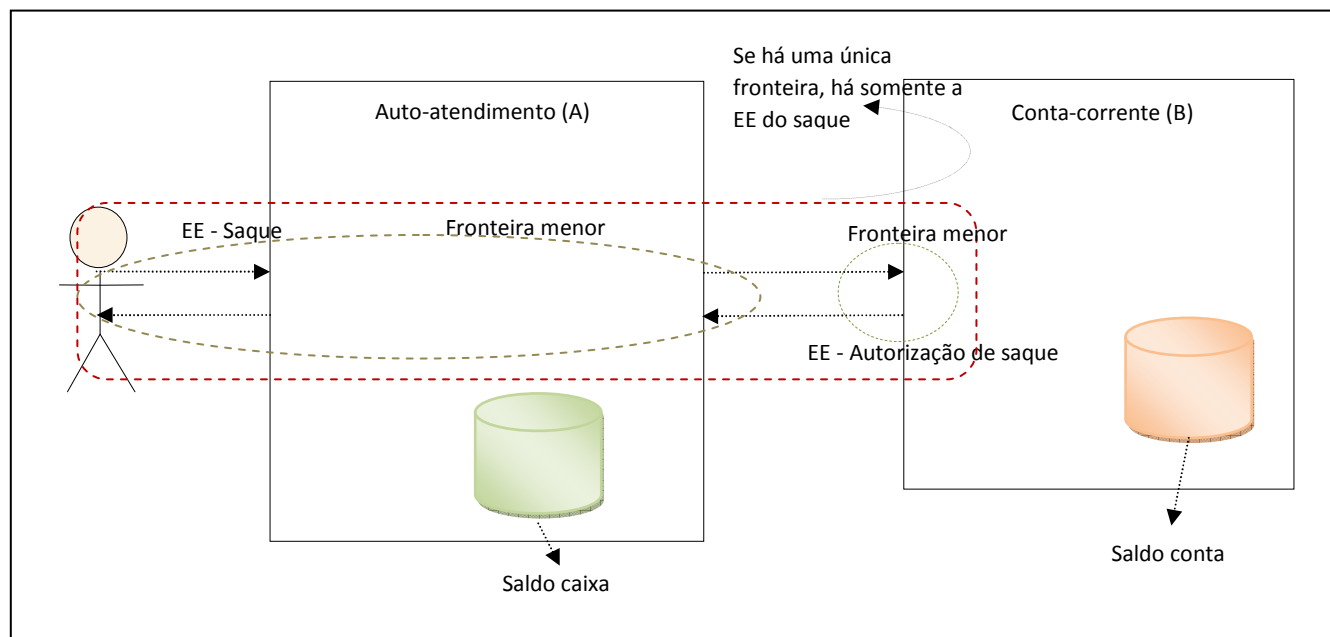 Se há uma única
fronteira, há somente a
EE do saque
Auto-atendimento (A)
Conta-corrente (B)
EE - Saque
Fronteira menor
Fronteira menor
EE - Autorização de saque
Saldo conta
Saldo caixa